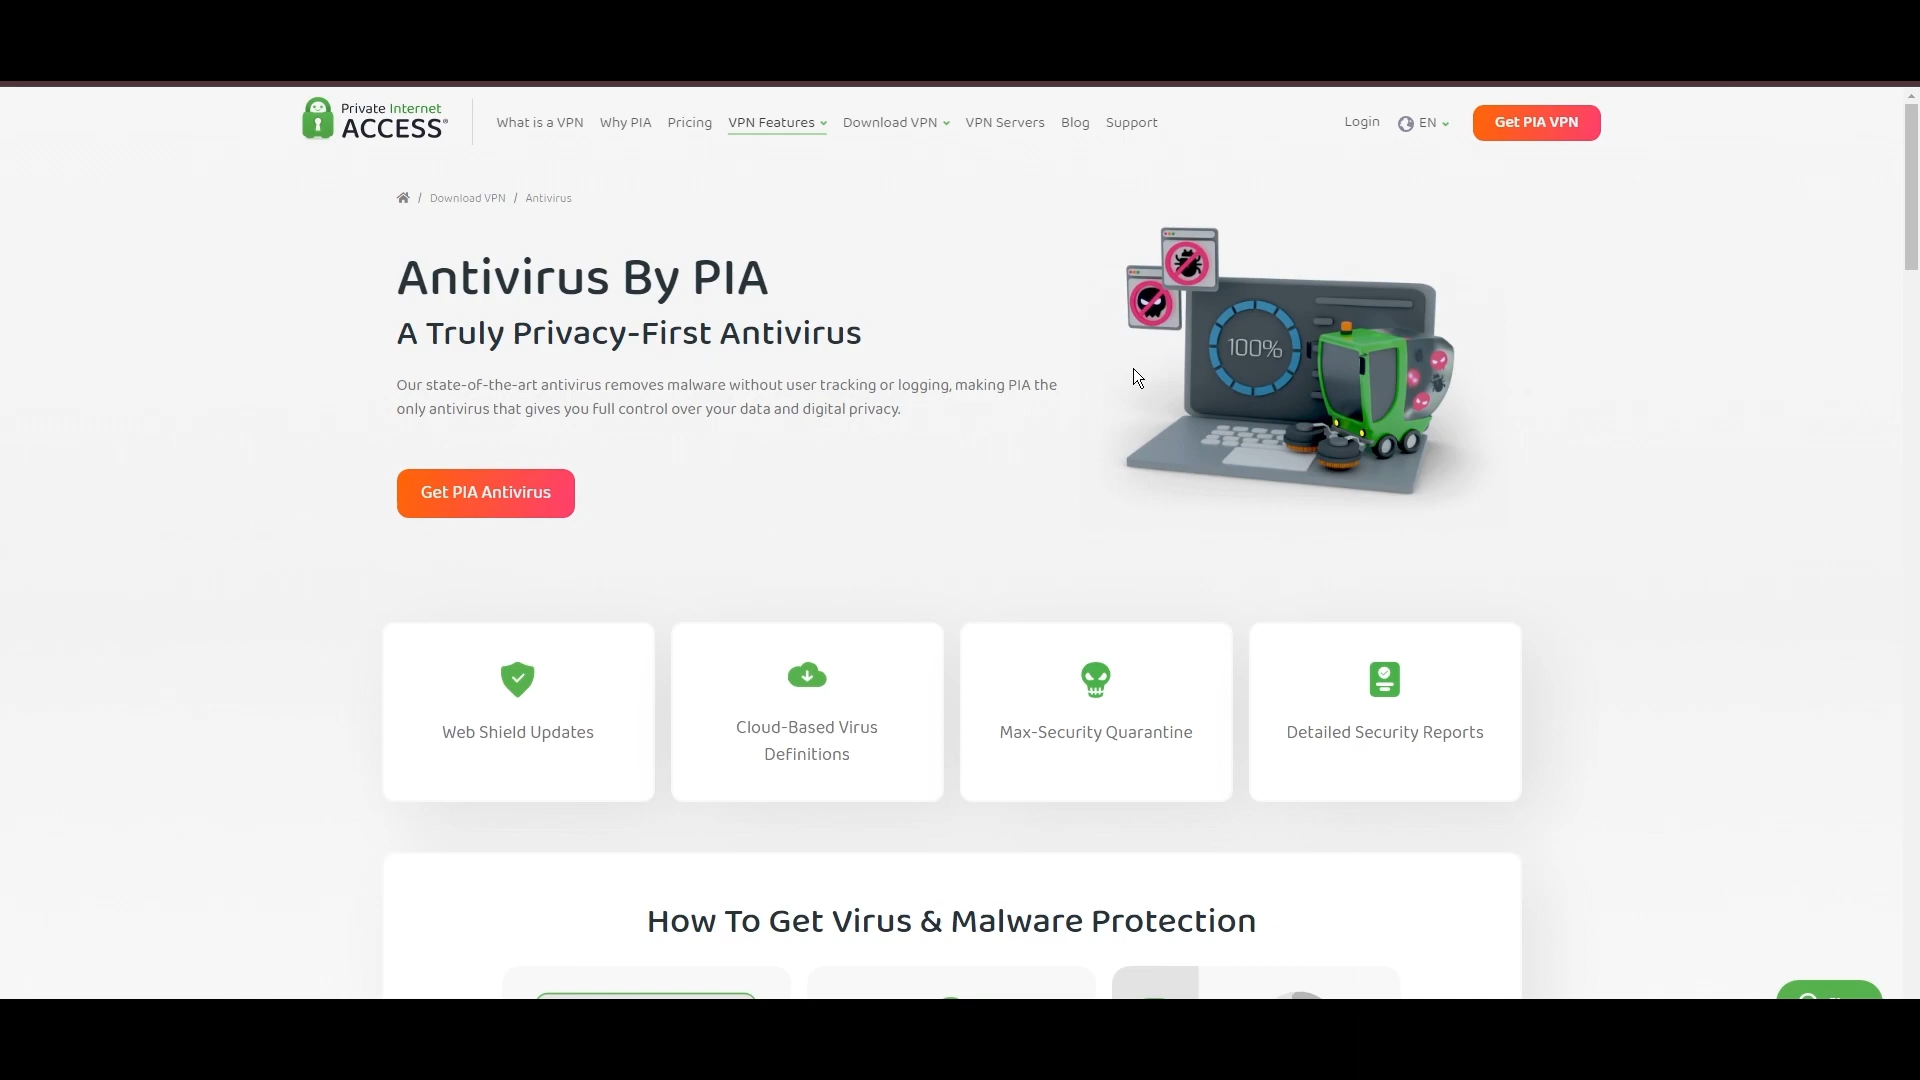 Private Internet
ACCESS®
What is a VPN
Why PIA
Pricing
VPN Features
Download VPN
VPN Servers
Blog
Support
Login
EN
Get PIA VPN
/ Download VPN / Antivirus
Antivirus By PIA
A Truly Privacy-First Antivirus
Our state-of-the-art antivirus removes malware without user tracking or logging, making PIA the
only antivirus that gives you full control over your data and digital privacy.
Get PIA Antivirus
100%
Web Shield Updates
Cloud-Based Virus
Definitions
Max-Security Quarantine
Detailed Security Reports
How To Get Virus & Malware Protection